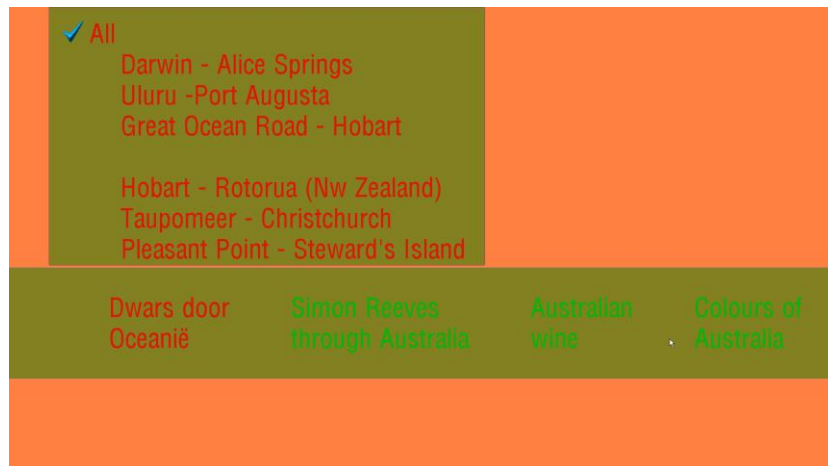 All
Darwin - Alice Springs
Uluru -Port Augusta
Great Ocean Road - Hobart
Hobart - Rotorua (Nw Zealand)
Taupomeer - Christchurch
Pleasant Point - Steward's Island
Dwars door
Oceanië
Simon Reeves
through Australia
Australian
wine
Colours of
Australia